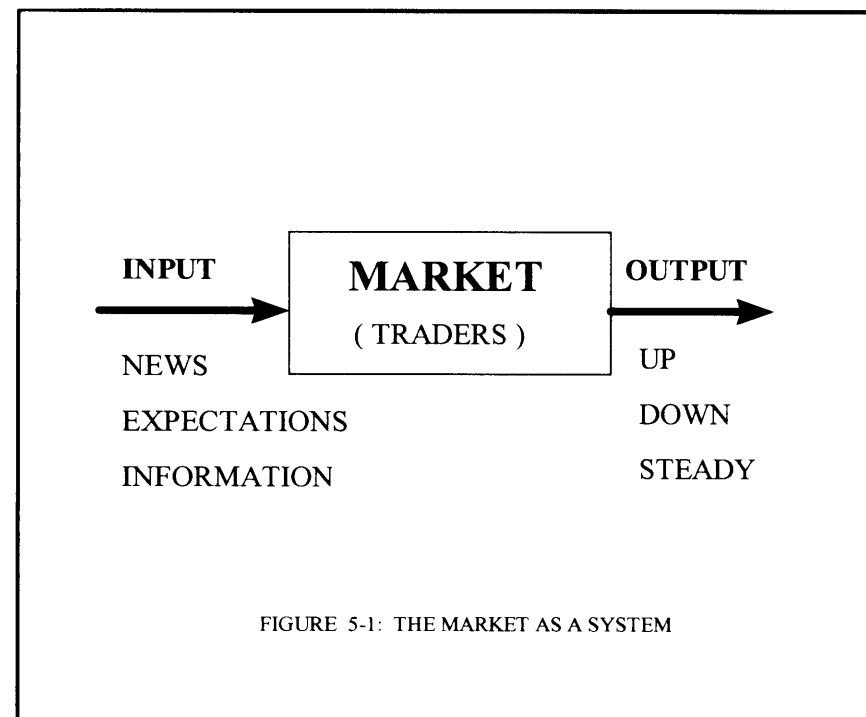 INPUT
MARKET
( TRADERS )
OUTPUT
NEWS
EXPECTATIONS
INFORMATION
UP
DOWN
STEADY
FIGURE 5-1: THE MARKET AS A SYSTEM